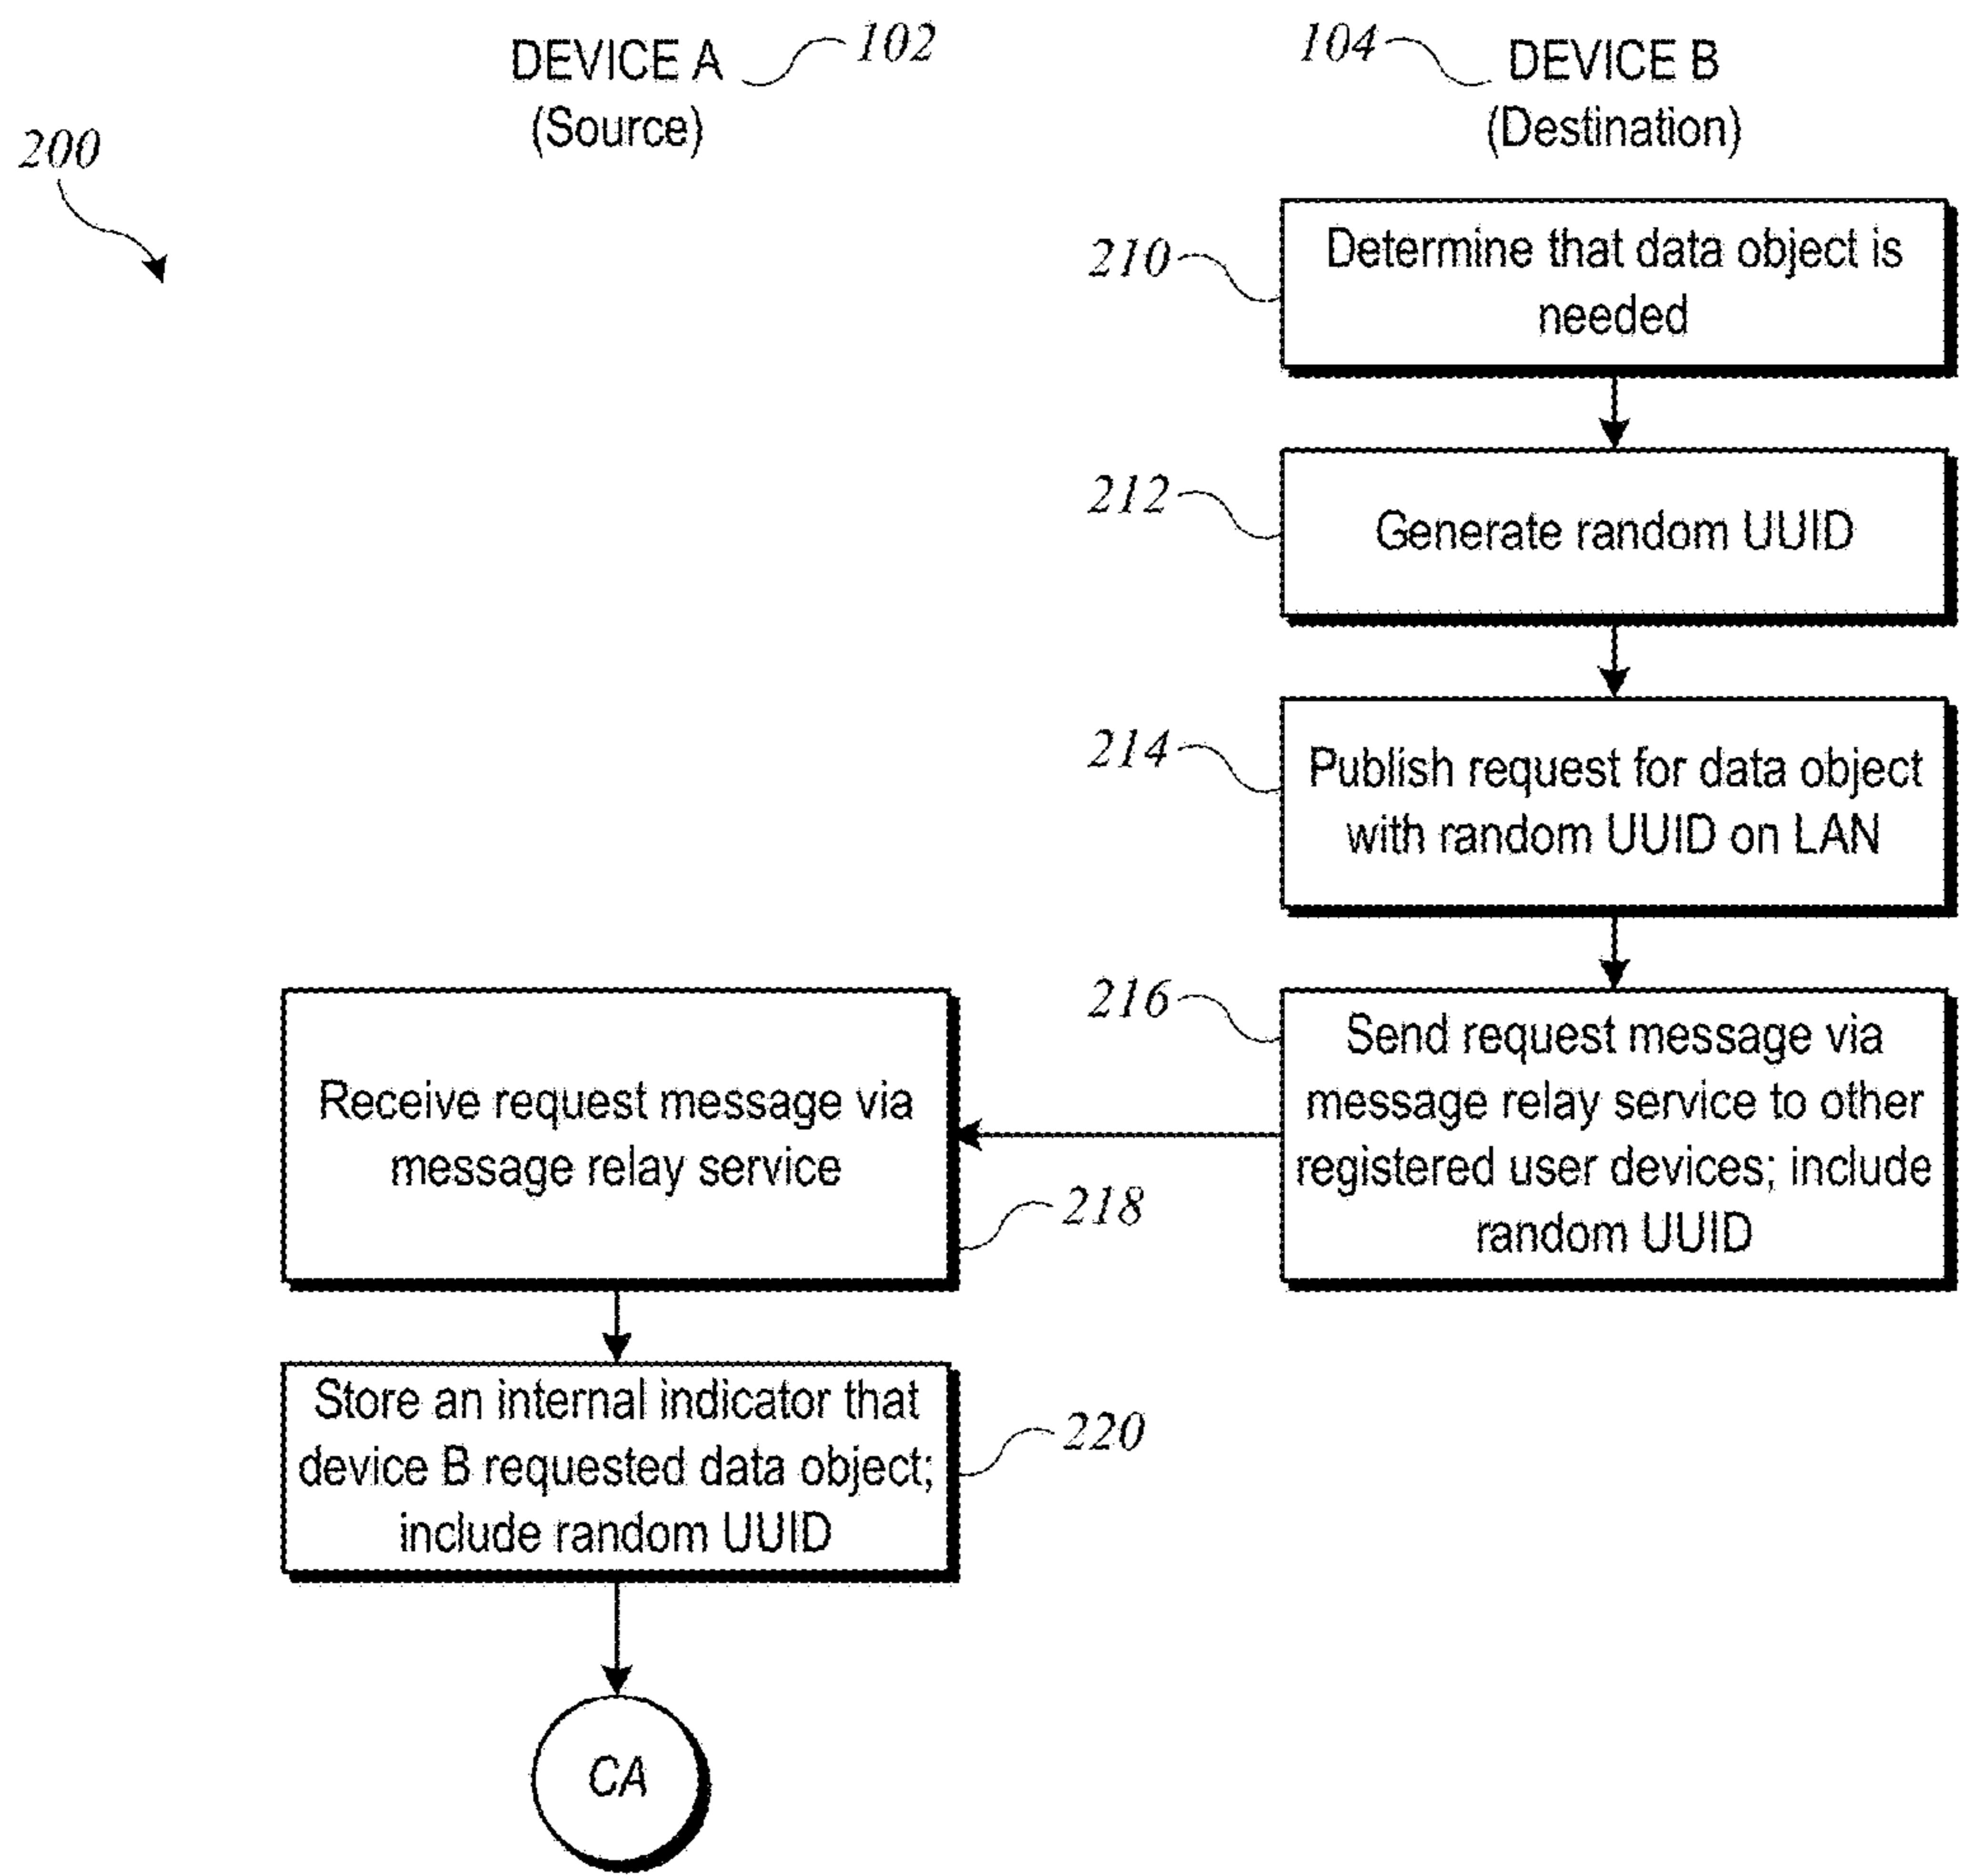 DEVICE A 102
(Source)
104 DEVICE B
(Destination)
200
210
Determine that data object is
needed
212
Generate random UUID
214
Publish request for data object
with random UUID on LAN
216
Send request message via
message relay service to other
registered user devices; include
random UUID
Receive request message via
message relay service
218
Store an internal indicator that
device B requested data object;
include random UUID
220
CA